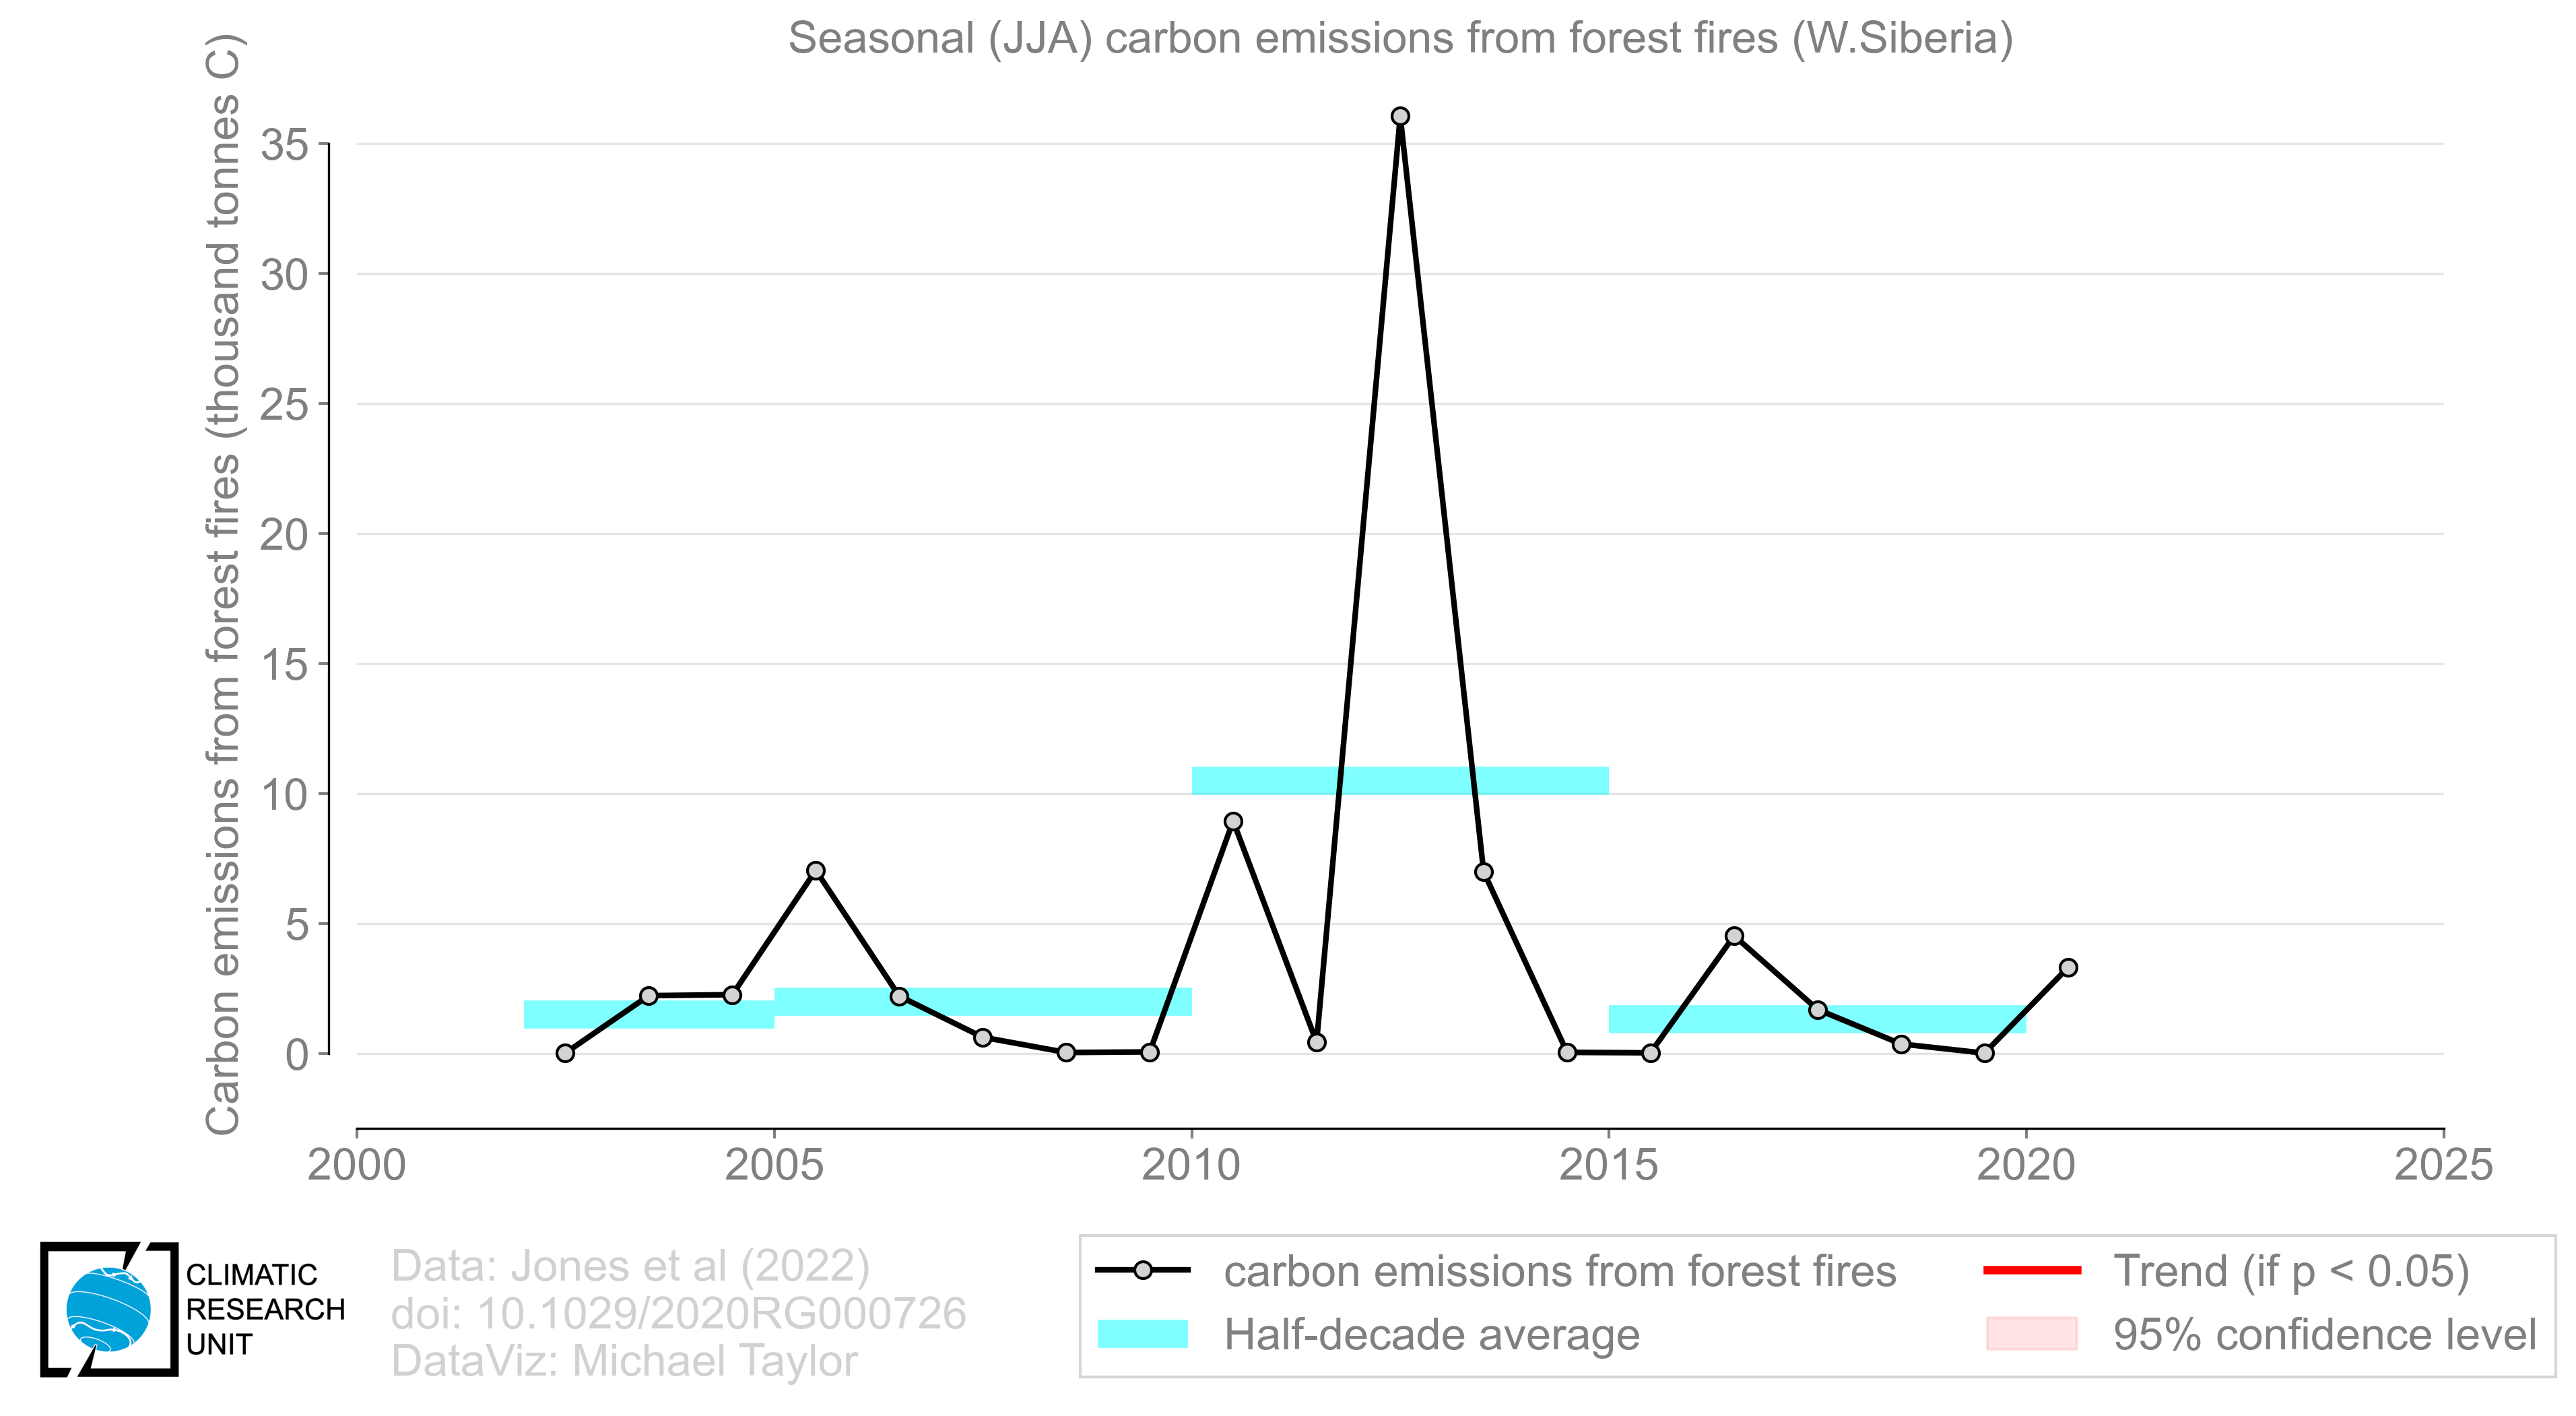 Seasonal (JJA) carbon emissions from forest fires (W.Siberia)
Carbon emissions from forest fires (thousand tonnes C)
35
30
25
20
15
10
5
0
2000
2005
2010
2015
2020
2025
CLIMATIC
RESEARCH
UNIT
Data: Jones et al (2022)
doi: 10.1029/2020RG000726
DataViz: Michael Taylor
carbon emissions from forest fires
Half-decade average
Trend (if p < 0.05)
95% confidence level